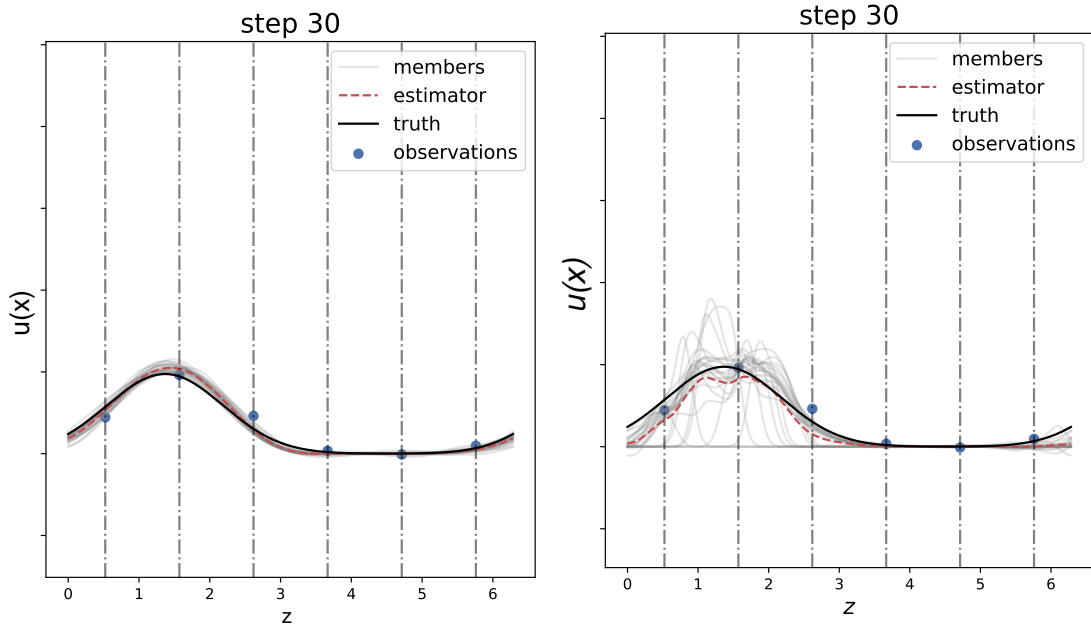 step 30
members
estimator
truth
observations
u(x)
0 1 2 3 4 5 6
z
step 30
members
estimator
truth
observations
u(x)
0 1 2 3 4 5 6
z